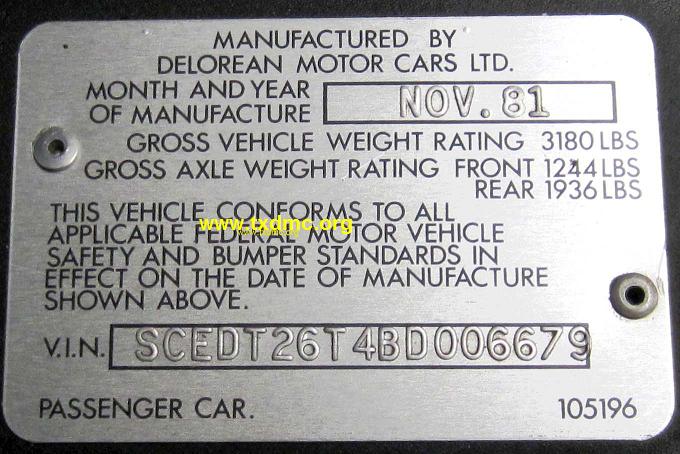 MANUFACTURED BY
DELOREAN MOTOR CARS LTD.
MONTH AND YEAR
OF MANUFACTURE NOV.81
GROSS VEHICLE WEIGHT RATING 3180 LBS
GROSS AXLE WEIGHT RATING FRONT 1244 LBS
REAR 1936 LBS
THIS VEHICLE CONFORMS TO ALL
www.txdmc.org
APPLICABLE FEDERAL MOTOR VEHICLE
SAFETY AND BUMPER STANDARDS IN
EFFECT ON THE DATE OF MANUFACTURE
SHOWN ABOVE.
V.I.N. SCEDT26T4BD006679
PASSENGER CAR. 105196